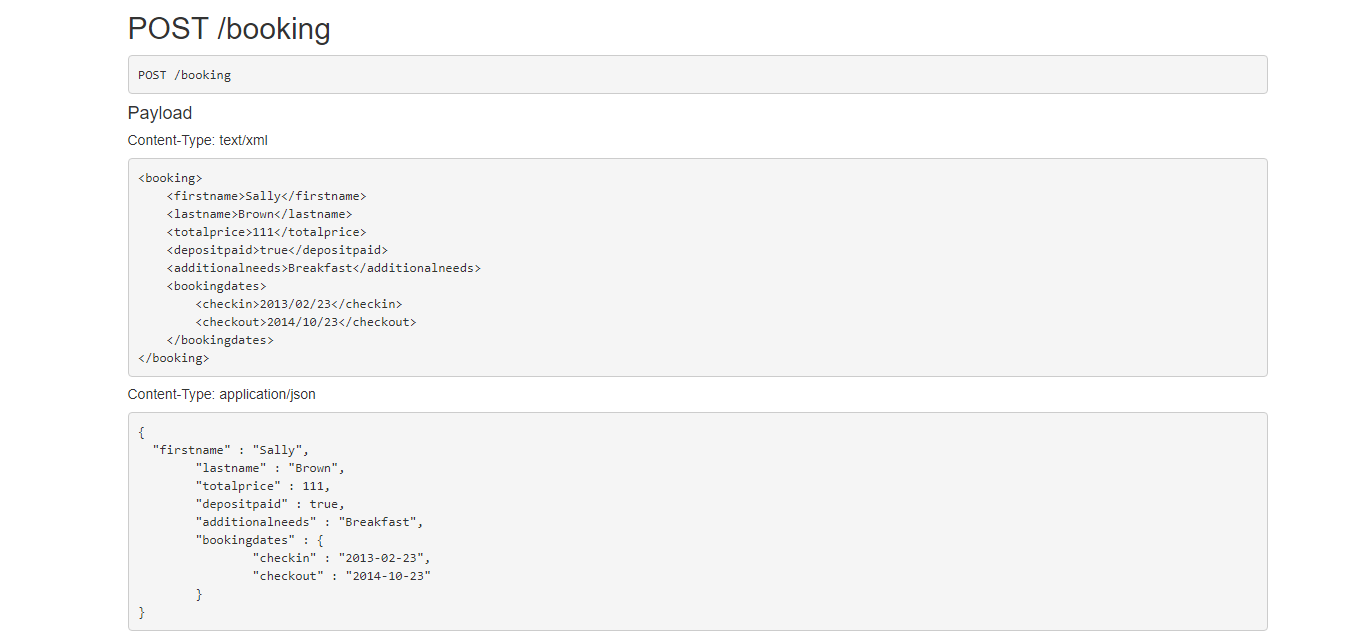 POST /booking
POST /booking
Payload
Content-Type: text/xml
<booking>
    <firstname>Sally</firstname>
    <lastname>Brown</lastname>
    <totalprice>111</totalprice>
    <depositpaid>true</depositpaid>
    <additionalneeds>Breakfast</additionalneeds>
    <bookingdates>
        <checkin>2013/02/23</checkin>
        <checkout>2014/10/23</checkout>
    </bookingdates>
</booking>
Content-Type: application/json
{
  "firstname" : "Sally",
        "lastname" : "Brown",
        "totalprice" : 111,
        "depositpaid" : true,
        "additionalneeds" : "Breakfast",
        "bookingdates" : {
                "checkin" : "2013-02-23",
                "checkout" : "2014-10-23"
        }
}